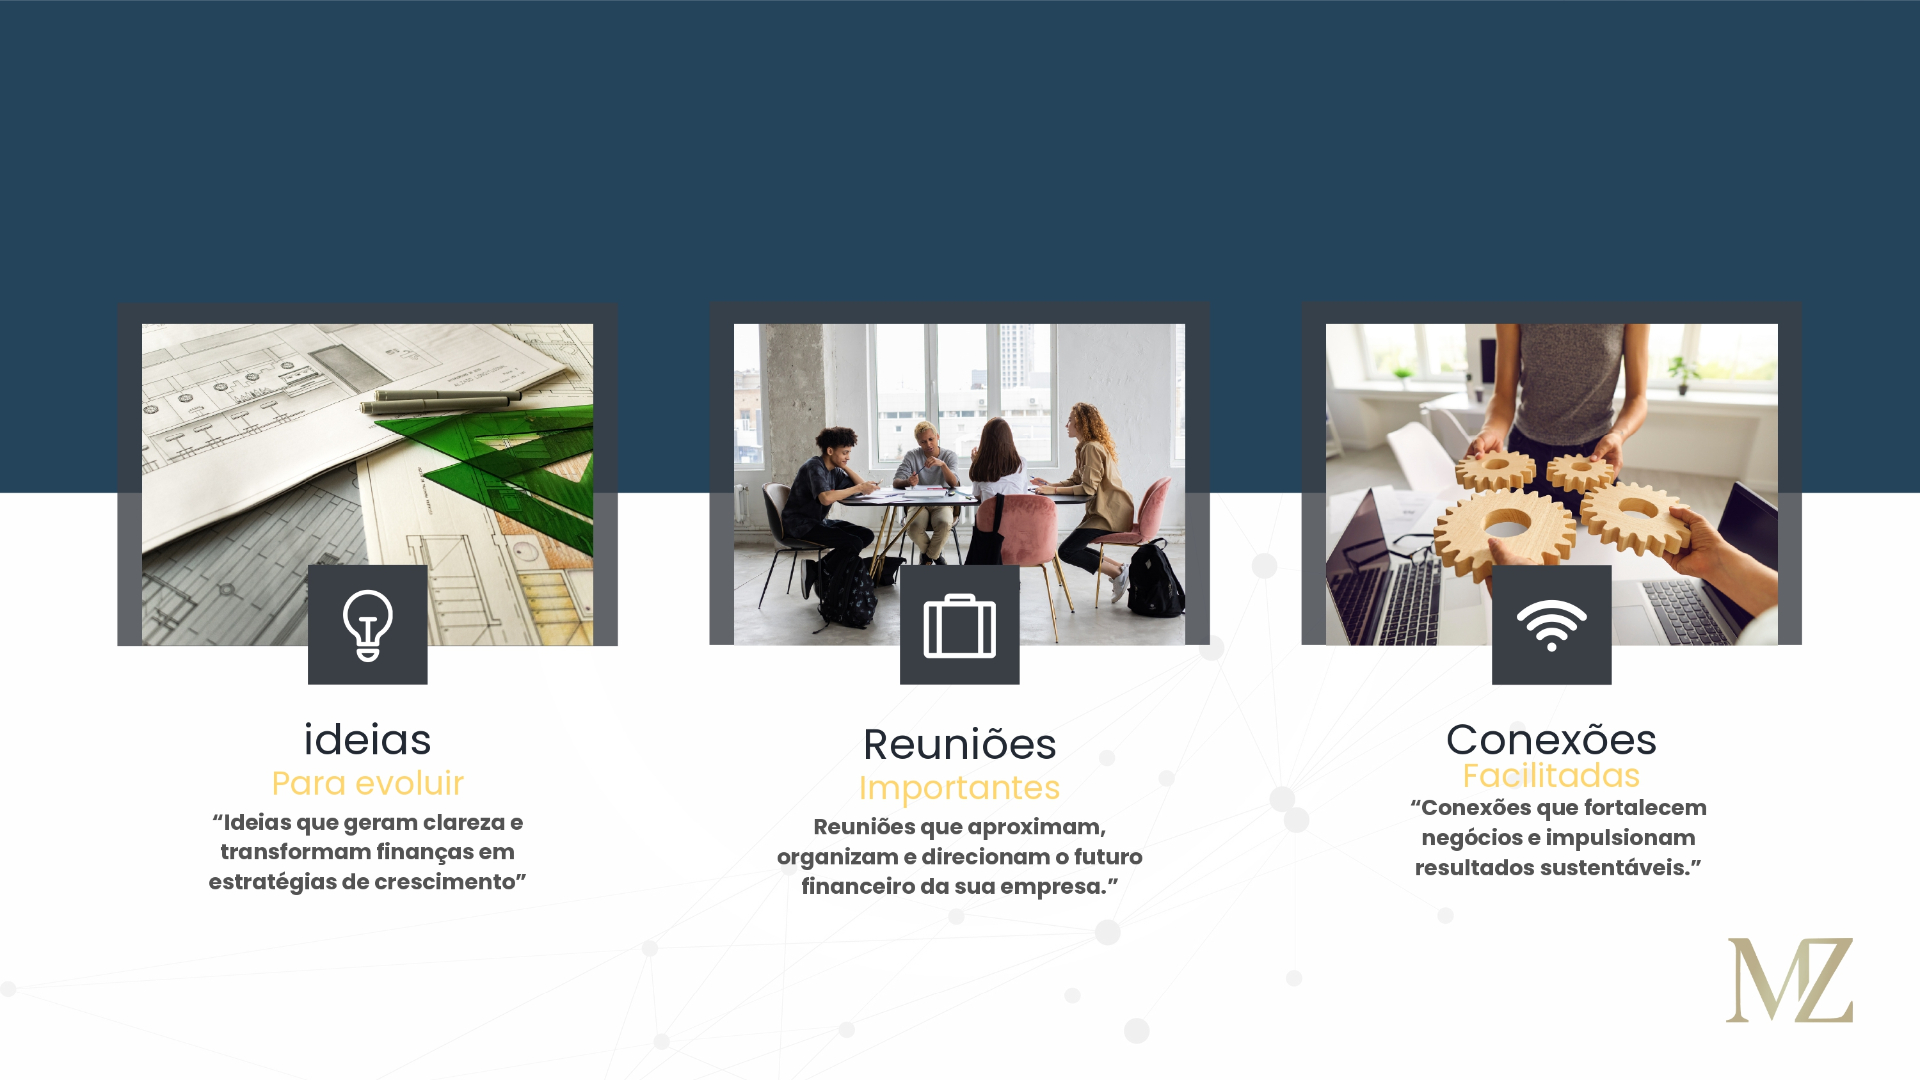 ideias
Para evoluir
“Ideias que geram clareza e
transformam finanças em
estratégias de crescimento”
Reuniões
Importantes
Reuniões que aproximam,
organizam e direcionam o futuro
financeiro da sua empresa.”
Conexões
Facilitadas
“Conexões que fortalecem
negócios e impulsionam
resultados sustentáveis.”
MZ